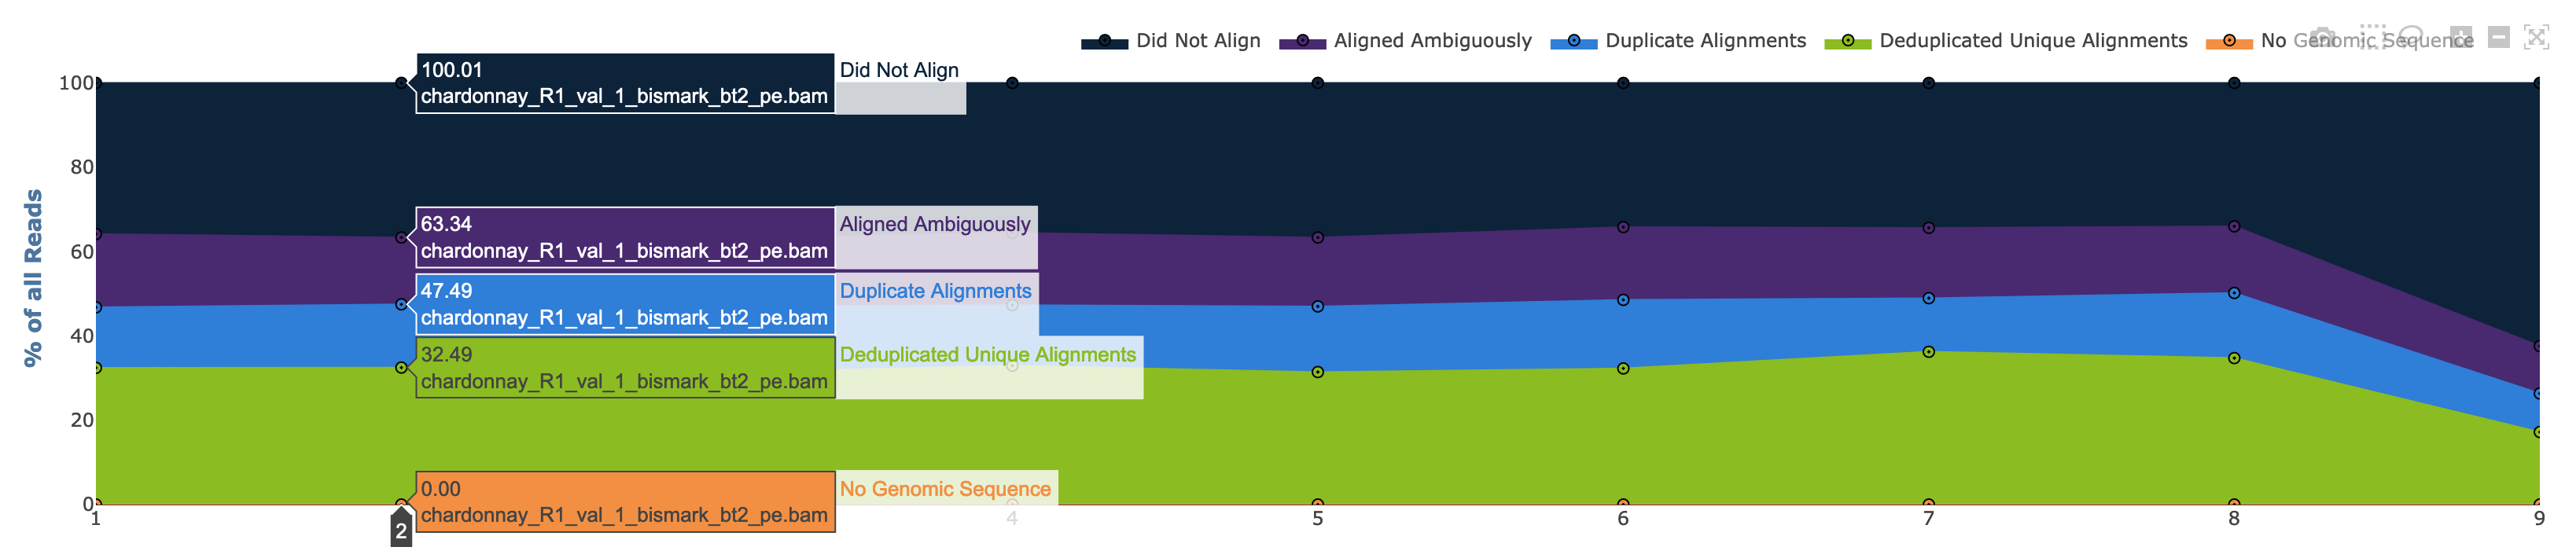 Did Not Align
Aligned Ambiguously
Duplicate Alignments
Deduplicated Unique Alignments
No Genomic Sequence
% of all Reads
100
80
60
40
20
0
100.01
chardonnay_R1_val_1_bismark_bt2_pe.bam
Did Not Align
63.34
chardonnay_R1_val_1_bismark_bt2_pe.bam
Aligned Ambiguously
47.49
chardonnay_R1_val_1_bismark_bt2_pe.bam
Duplicate Alignments
32.49
chardonnay_R1_val_1_bismark_bt2_pe.bam
Deduplicated Unique Alignments
0.00
chardonnay_R1_val_1_bismark_bt2_pe.bam
No Genomic Sequence
1
2
4
5
6
7
8
9